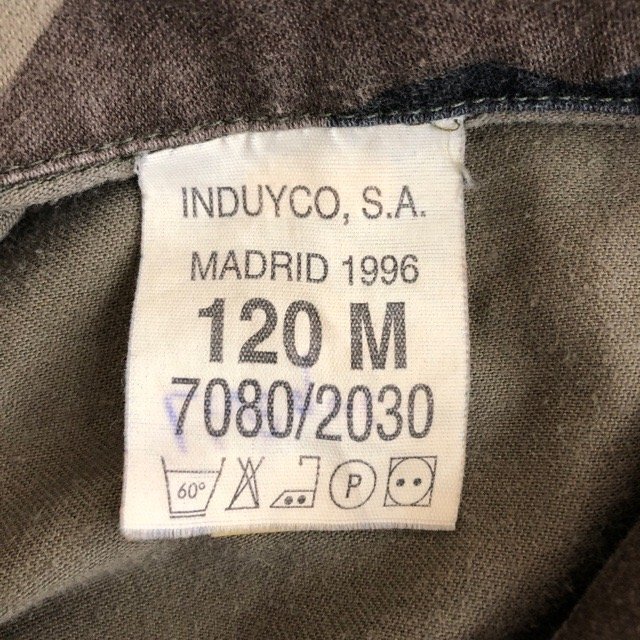 INDUYCO, S.A.
MADRID 1996
120 M
7080/2030
60° P